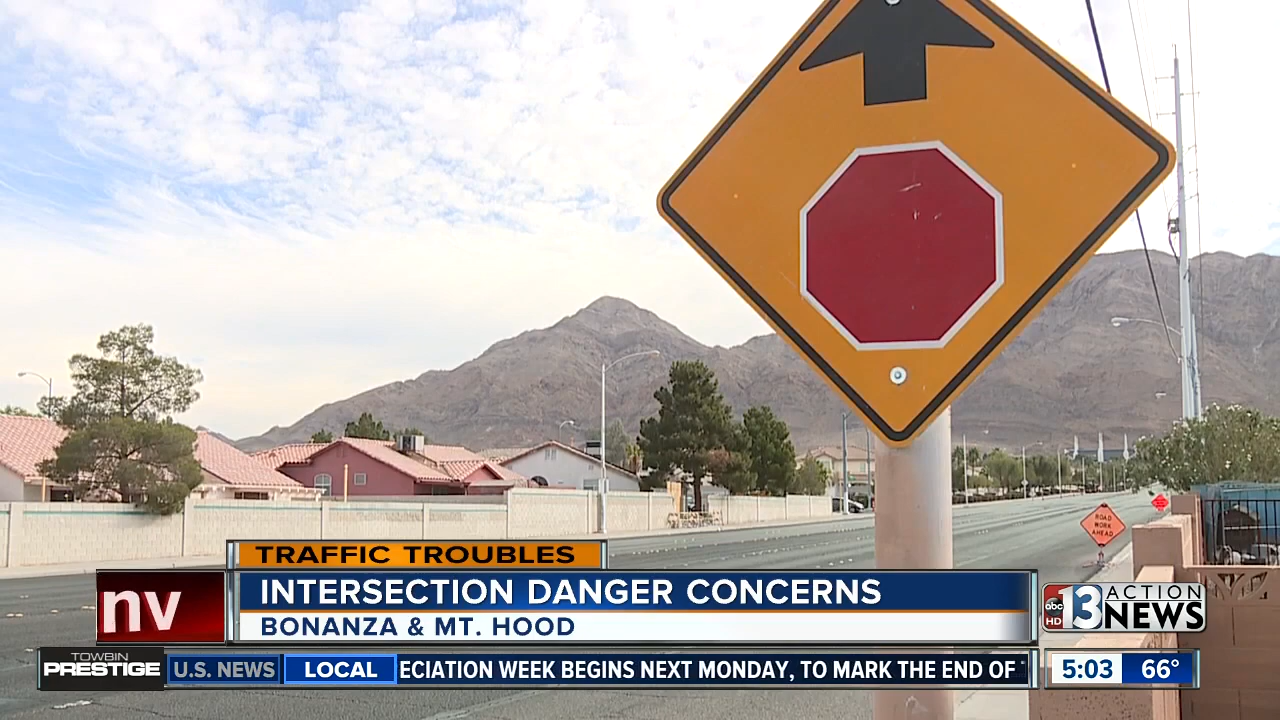 ROAD
WORK
AHEAD
TRAFFIC TROUBLES
nv
INTERSECTION DANGER CONCERNS
BONANZA & MT. HOOD
abc
HD
13 ACTION
NEWS
TOWBIN
PRESTIGE
U.S. NEWS
LOCAL
ECIATION WEEK BEGINS NEXT MONDAY, TO MARK THE END OF
5:03
66°